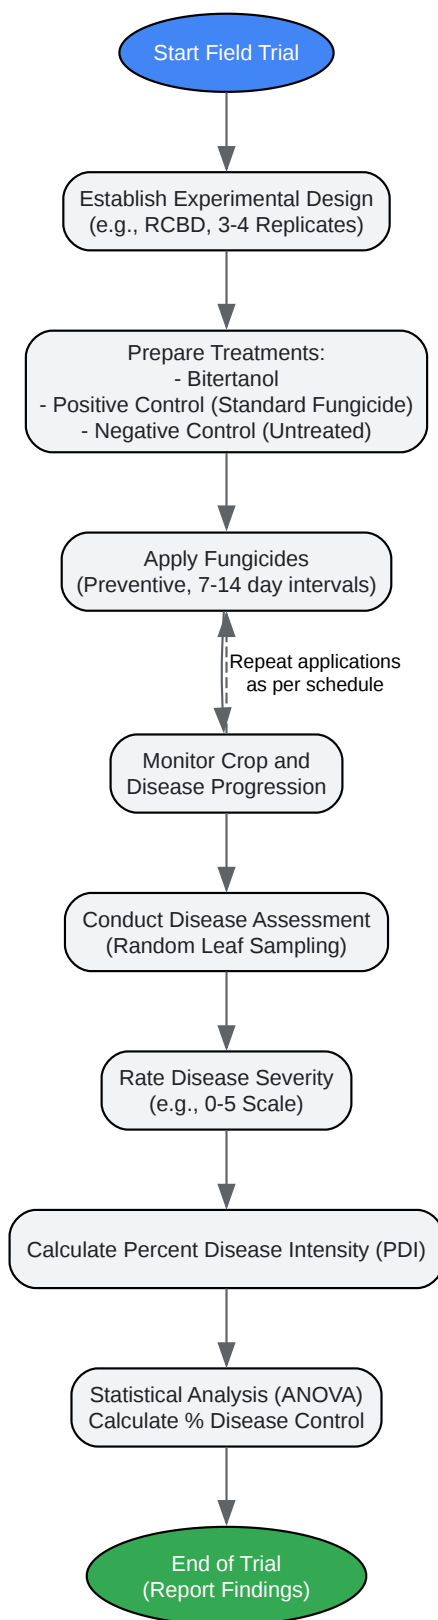 Start Field Trial
Establish Experimental Design
(e.g., RCBD, 3-4 Replicates)
Prepare Treatments:
- Bitertanol
- Positive Control (Standard Fungicide)
- Negative Control (Untreated)
Apply Fungicides
(Preventive, 7-14 day intervals)
Repeat applications
as per schedule
Monitor Crop and
Disease Progression
Conduct Disease Assessment
(Random Leaf Sampling)
Rate Disease Severity
(e.g., 0-5 Scale)
Calculate Percent Disease Intensity (PDI)
Statistical Analysis (ANOVA)
Calculate % Disease Control
End of Trial
(Report Findings)